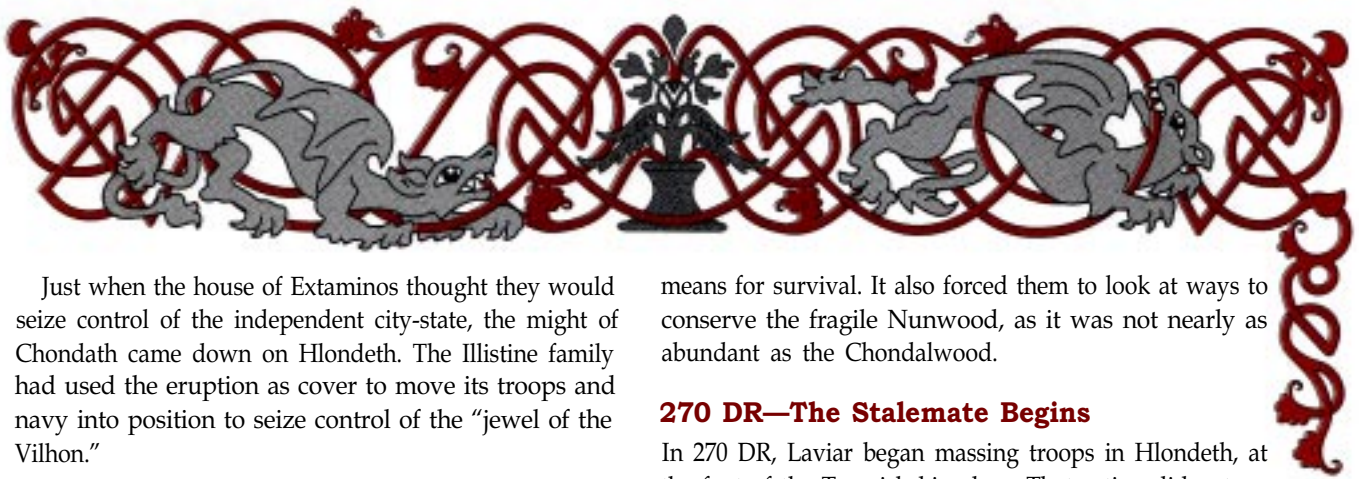 Just when the house of Extaminos thought they would
seize control of the independent city-state, the might of
Chondath came down on Hlondeth. The Illistine family
had used the eruption as cover to move its troops and
navy into position to seize control of the “jewel of the
Vilhon.”
means for survival. It also forced them to look at ways to
conserve the fragile Nunwood, as it was not nearly as
abundant as the Chondalwood.
270 DR—The Stalemate Begins
In 270 DR, Laviar began massing troops in Hlondeth, at